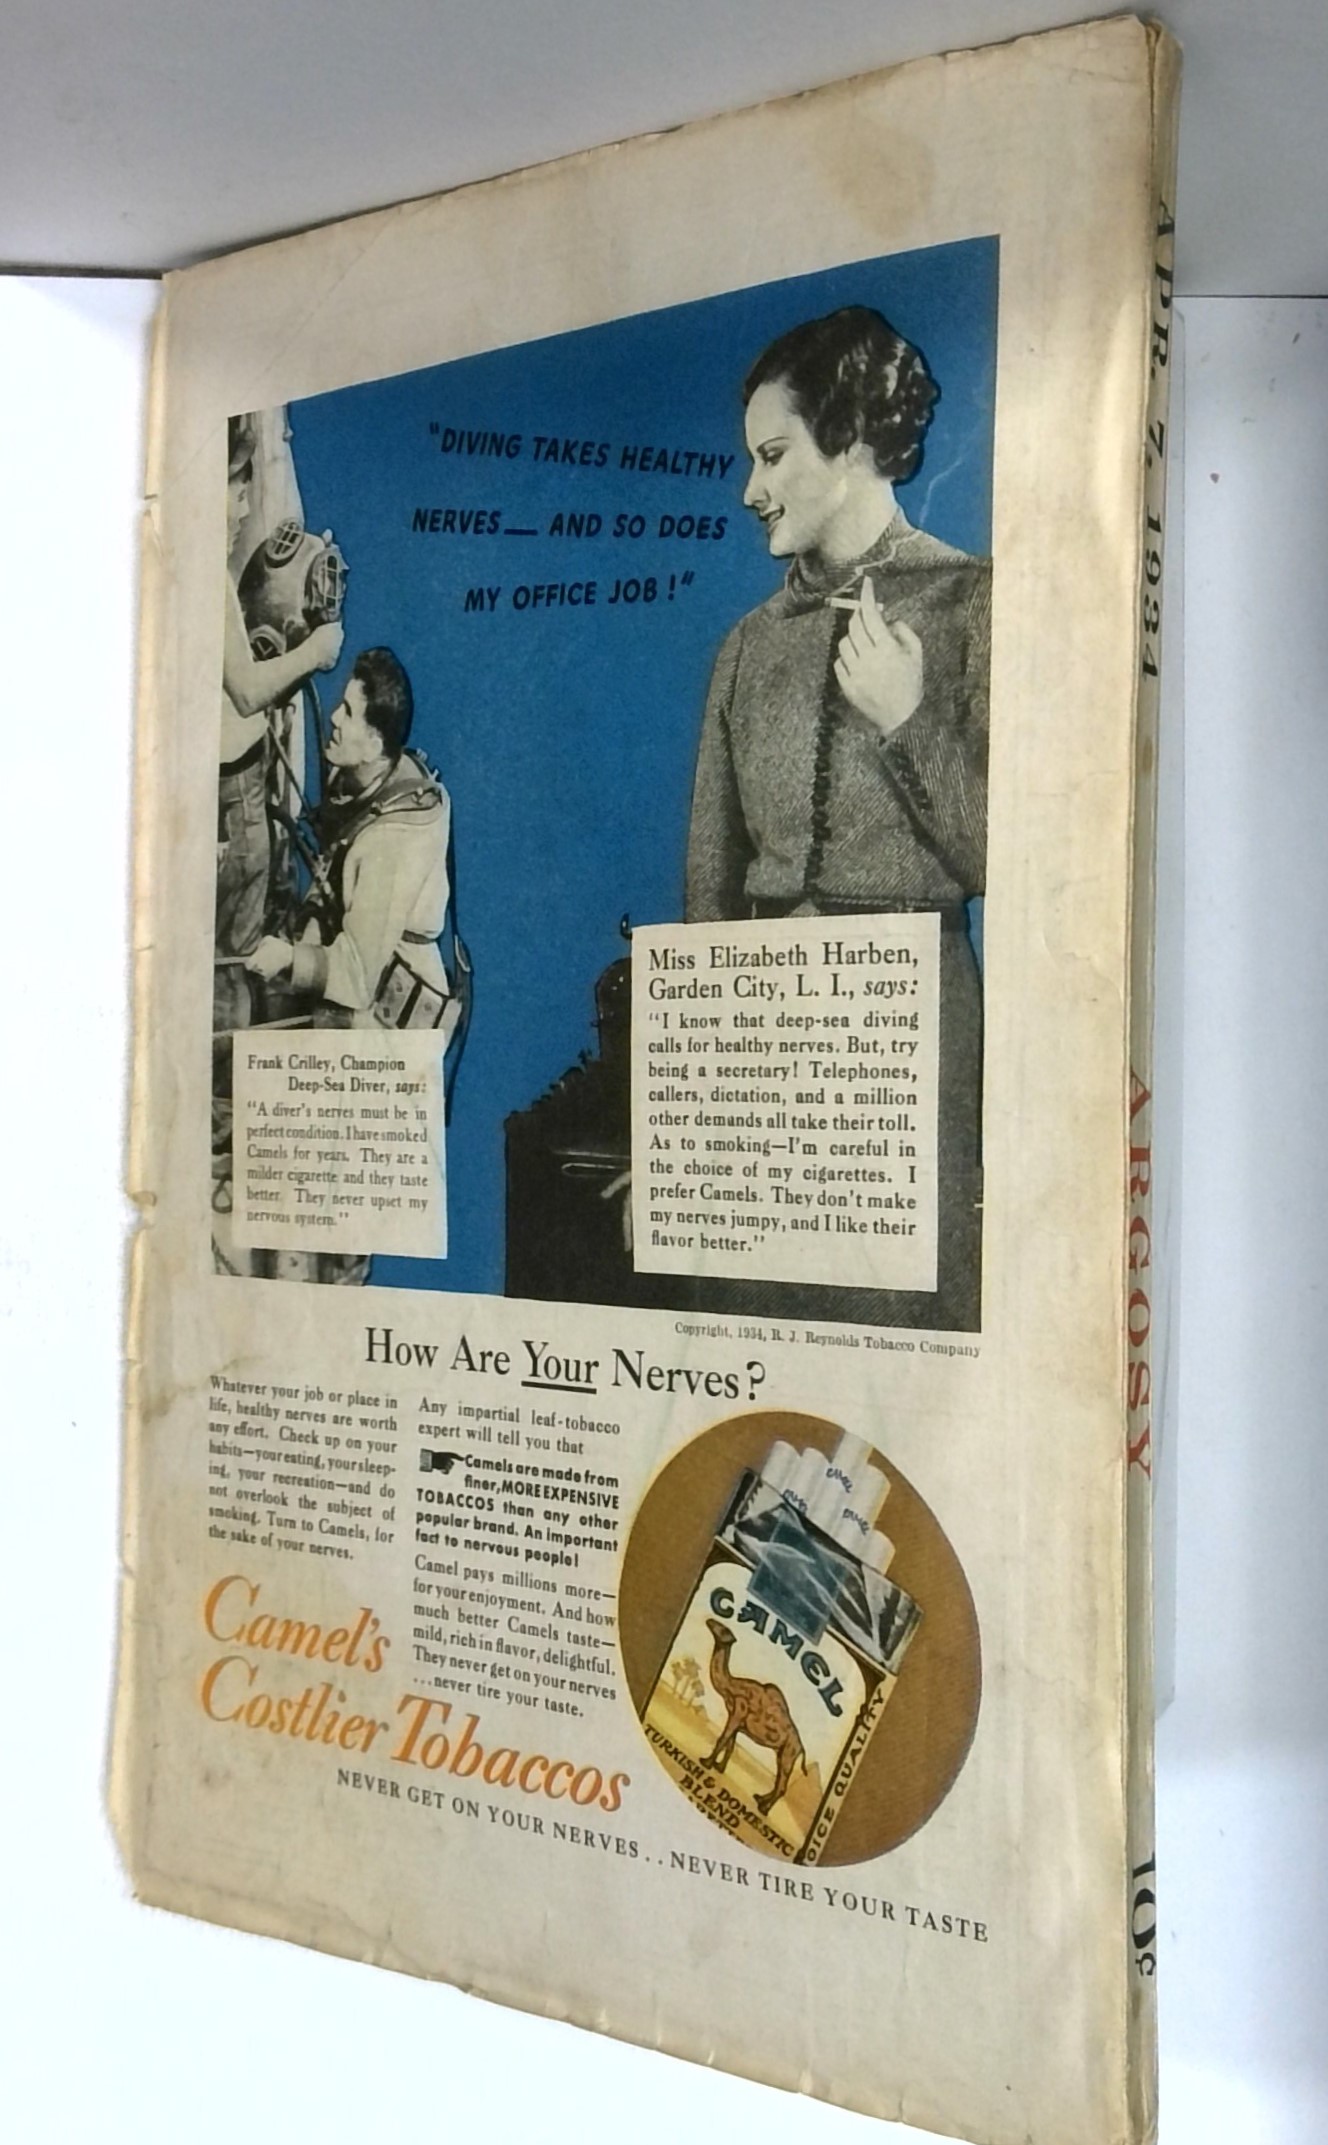 "DIVING TAKES HEALTHY
NERVES — AND SO DOES
MY OFFICE JOB!"
Frank Crilley, Champion
Deep-Sea Diver, says:
"A diver's nerves must be in
perfect condition. I have smoked
Camels for years. They are a
milder cigarette and they taste
better. They never upset my
nervous system."
Miss Elizabeth Harben,
Garden City, L. I., says:
"I know that deep-sea diving
calls for healthy nerves. But, try
being a secretary! Telephones,
callers, dictation, and a million
other demands all take their toll.
As to smoking—I'm careful in
the choice of my cigarettes. I
prefer Camels. They don't make
my nerves jumpy, and I like their
flavor better."
Copyright, 1934, R. J. Reynolds Tobacco Company
How Are Your Nerves?
Whatever your job or place in
life, healthy nerves are worth
any effort. Check up on your
habits—your eating, your sleep-
ing, your recreation—and do
not overlook the subject of
smoking. Turn to Camels, for
the sake of your nerves.
Any impartial leaf-tobacco
expert will tell you that
Camels are made from
finer, MORE EXPENSIVE
TOBACCOS than any other
popular brand. An important
fact to nervous people!
Camel pays millions more—
for your enjoyment. And how
much better Camels taste—
mild, rich in flavor, delightful.
They never get on your nerves
...never tire your taste.
Camel's
Costlier Tobaccos
NEVER GET ON YOUR NERVES.. NEVER TIRE YOUR TASTE
CAMEL
CAMEL
CAMEL
CAMEL
TURKISH & DOMESTIC
BLEND
OICE QUALITY
APR. 7, 1934
ARGOSY
10¢